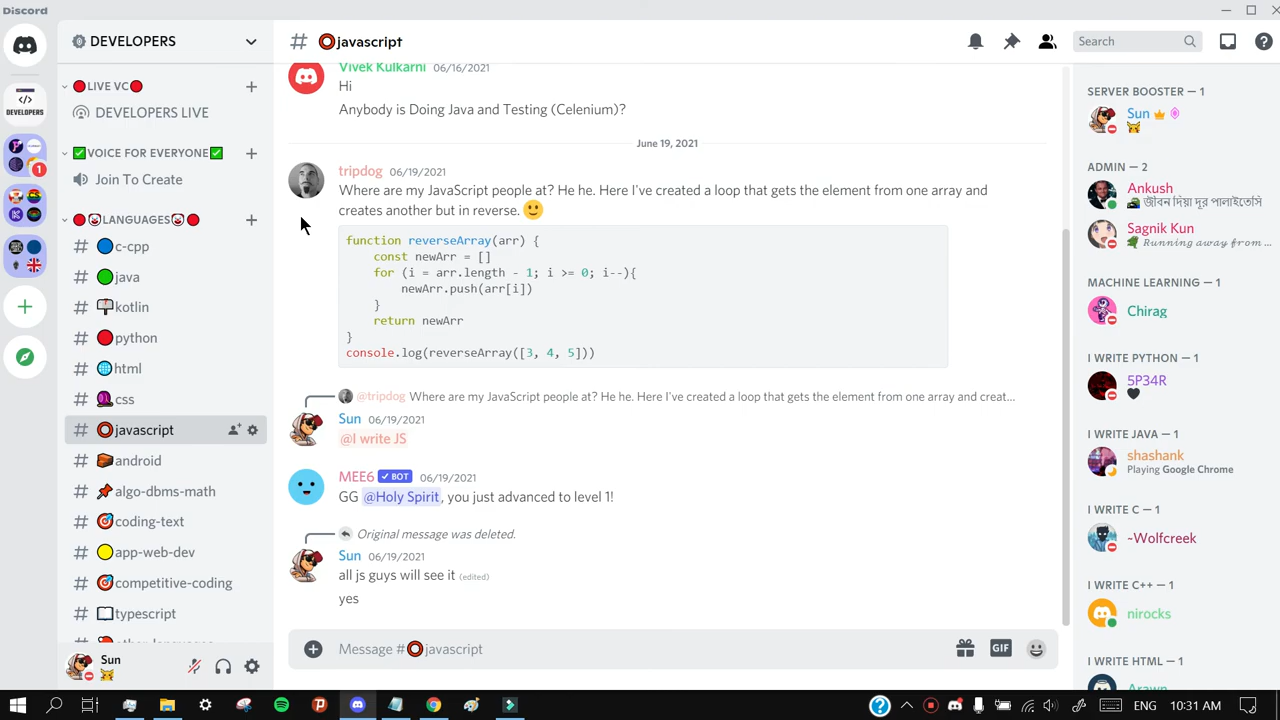 Discord
DEVELOPERS
javascript
Search
LIVE VC
DEVELOPERS LIVE
VOICE FOR EVERYONE
Join To Create
LANGUAGES
# c-cpp
# java
# kotlin
# python
# html
# css
# javascript
# android
# algo-dbms-math
# coding-text
# app-web-dev
# competitive-coding
# typescript
Sun
DEVELOPERS
1
Vivek Kulkarni 06/16/2021
Hi
Anybody is Doing Java and Testing (Celenium)?
June 19, 2021
tripdog 06/19/2021
Where are my JavaScript people at? He he. Here I've created a loop that gets the element from one array and
creates another but in reverse. 🙂
function reverseArray(arr) {
const newArr = []
for (i = arr.length - 1; i >= 0; i--){
newArr.push(arr[i])
}
return newArr
}
console.log(reverseArray([3, 4, 5]))
@tripdog Where are my JavaScript people at? He he. Here I've created a loop that gets the element from one array and creat...
Sun 06/19/2021
@I write JS
MEE6 ✓ BOT 06/19/2021
GG @Holy Spirit, you just advanced to level 1!
Original message was deleted.
Sun 06/19/2021
all js guys will see it (edited)
yes
Message #⭕javascript
GIF
SERVER BOOSTER — 1
Sun
ADMIN — 2
Ankush
জীবন দিয়া দূর পালাইতেসি
Sagnik Kun
Running away from ...
MACHINE LEARNING — 1
Chirag
I WRITE PYTHON — 1
5P34R
I WRITE JAVA — 1
shashank
Playing Google Chrome
I WRITE C — 1
~Wolfcreek
I WRITE C++ — 1
nirocks
I WRITE HTML — 1
Arawn
ENG 10:31 AM